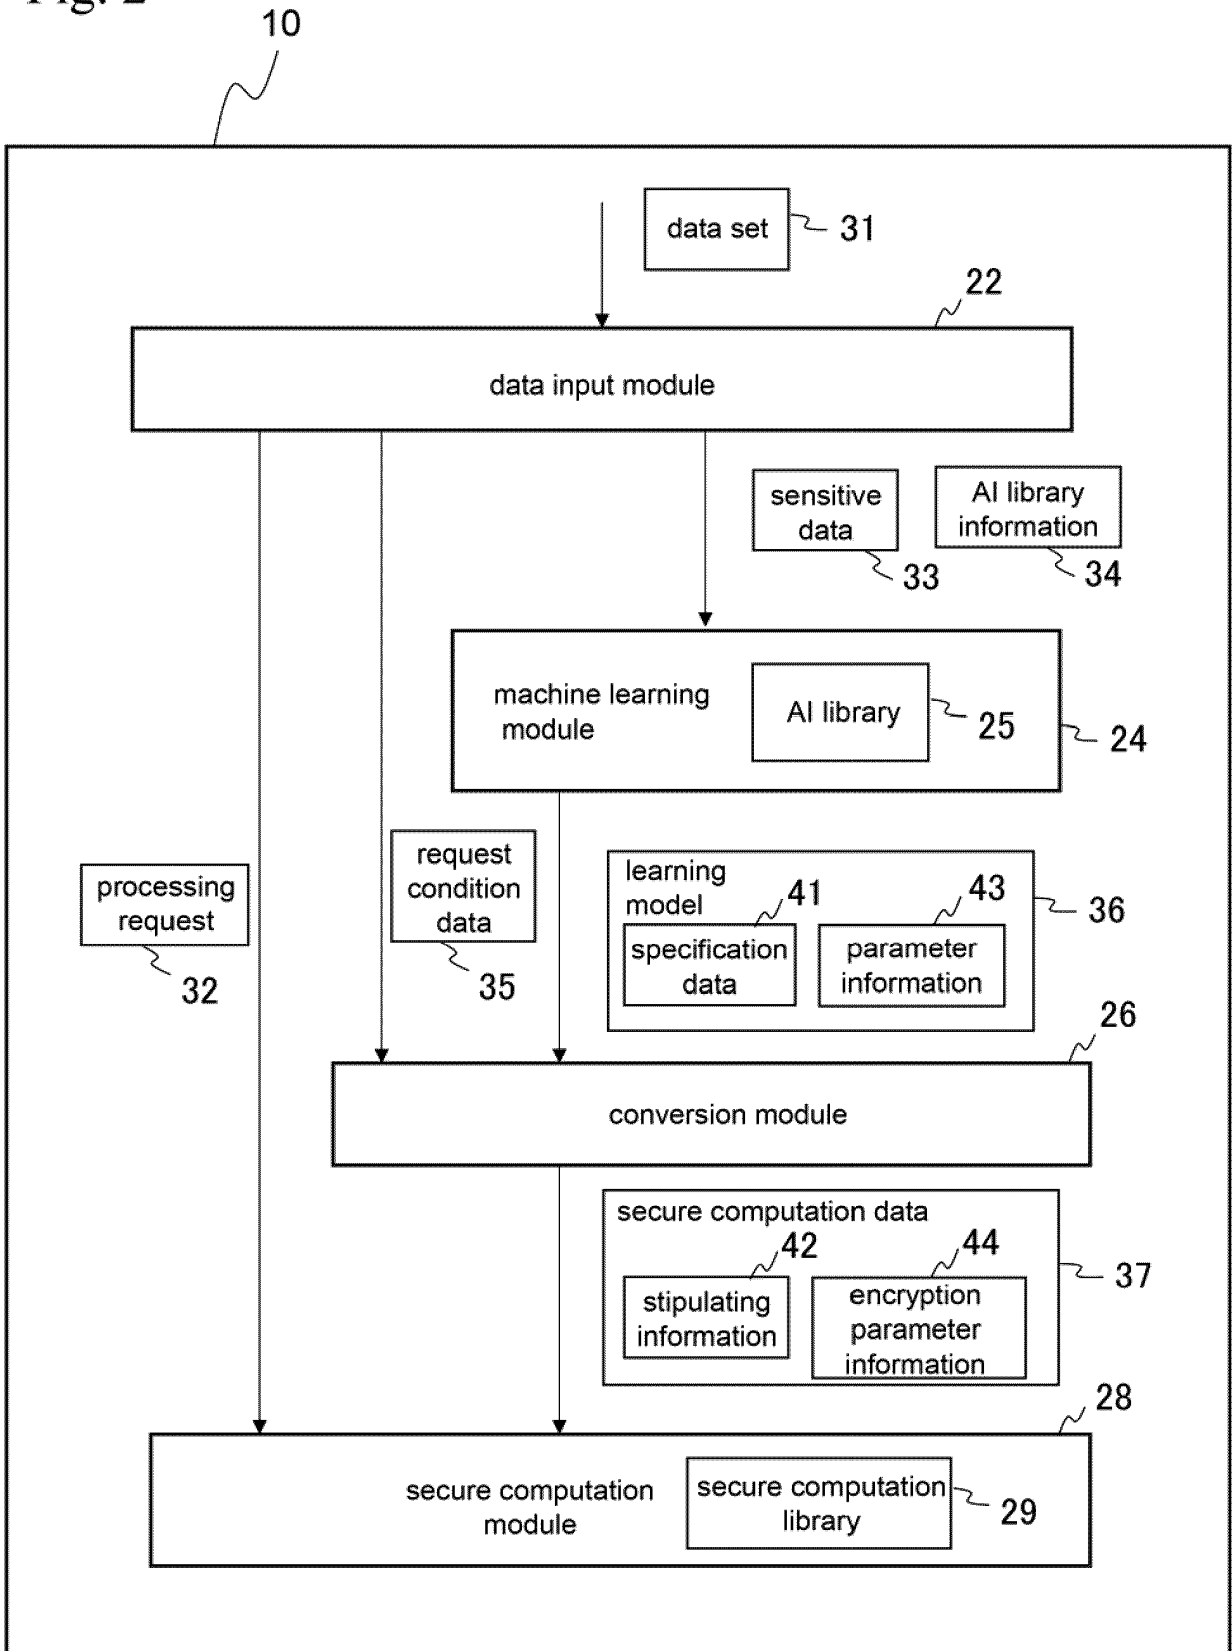 Fig. 2
10
data set
31
22
data input module
sensitive
data
33
AI library
information
34
machine learning
module
AI library
25
24
processing
request
32
request
condition
data
35
learning
model
41
specification
data
43
parameter
information
36
26
conversion module
secure computation data
42
stipulating
information
44
encryption
parameter
information
37
28
secure computation
module
secure computation
library
29